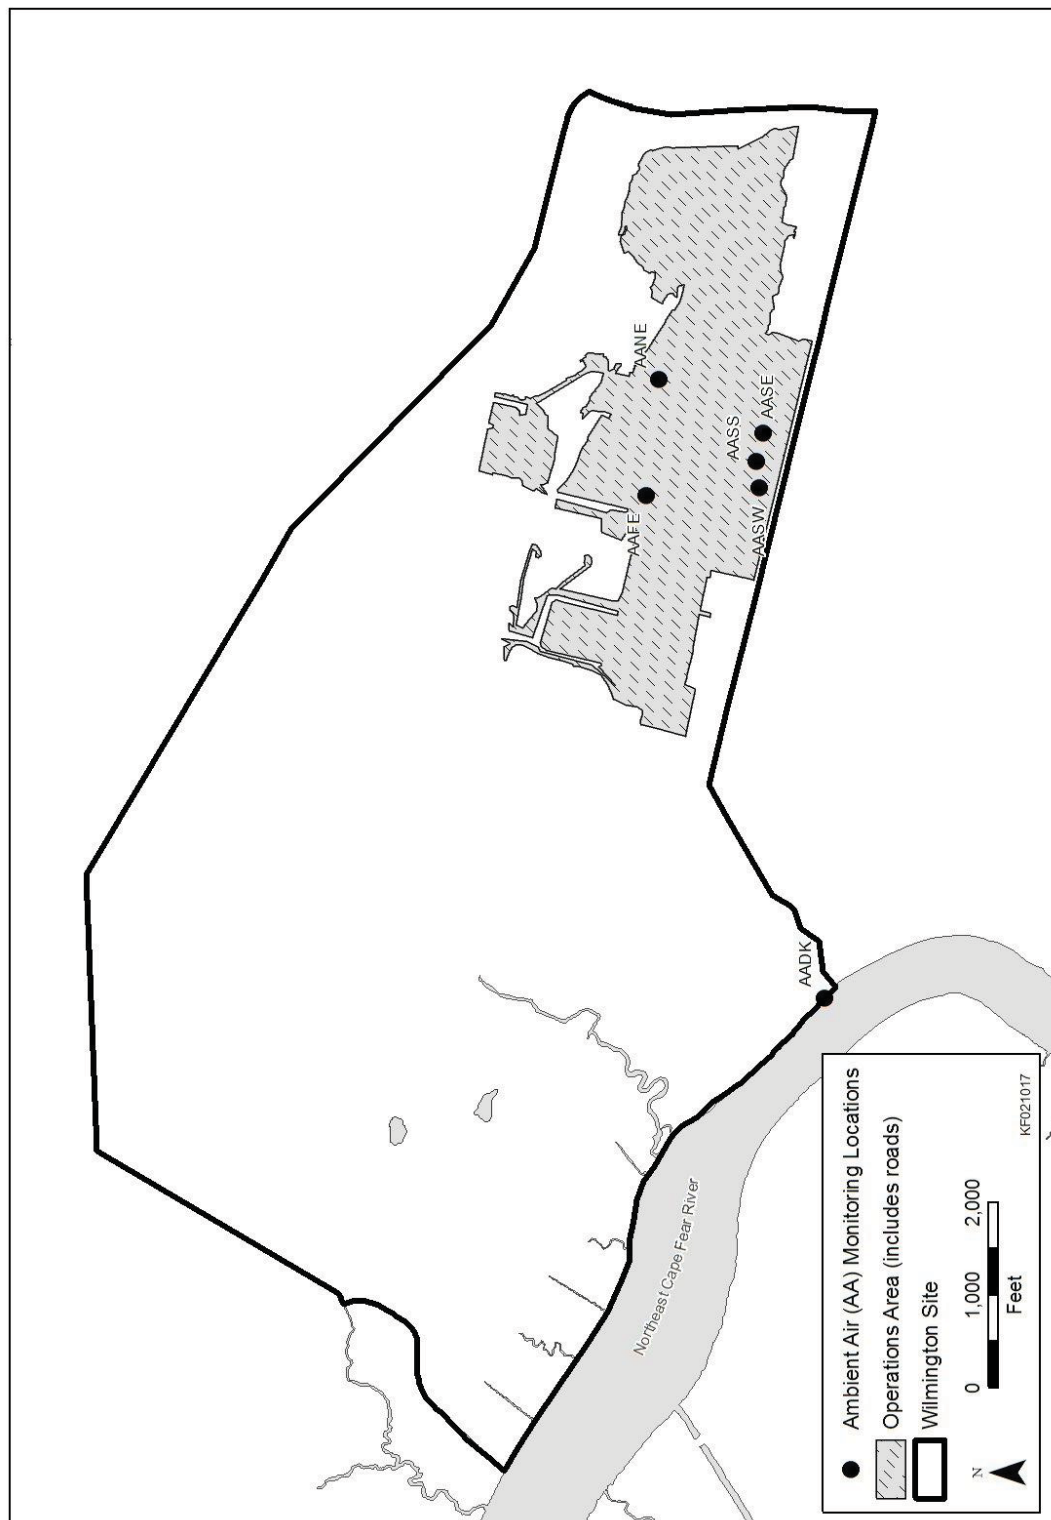 AANE
AAFE
AASS
AASE
AASW
AADK
Northeast Cape Fear River
Ambient Air (AA) Monitoring Locations
Operations Area (includes roads)
Wilmington Site
N
0 1,000 2,000
Feet
KF021017